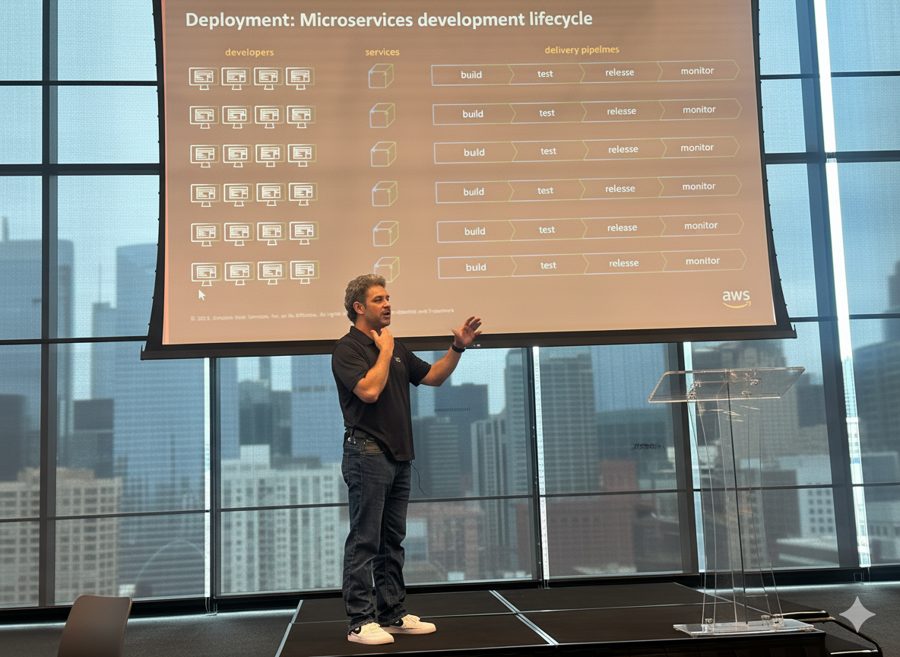 Deployment: Microservices development lifecycle
developers services delivery pipelmes
build test relesse monitor
build test relesse monitor
build test relesse monitor
build test relesse monitor
build test release monitor
build test relesse monitor
aws